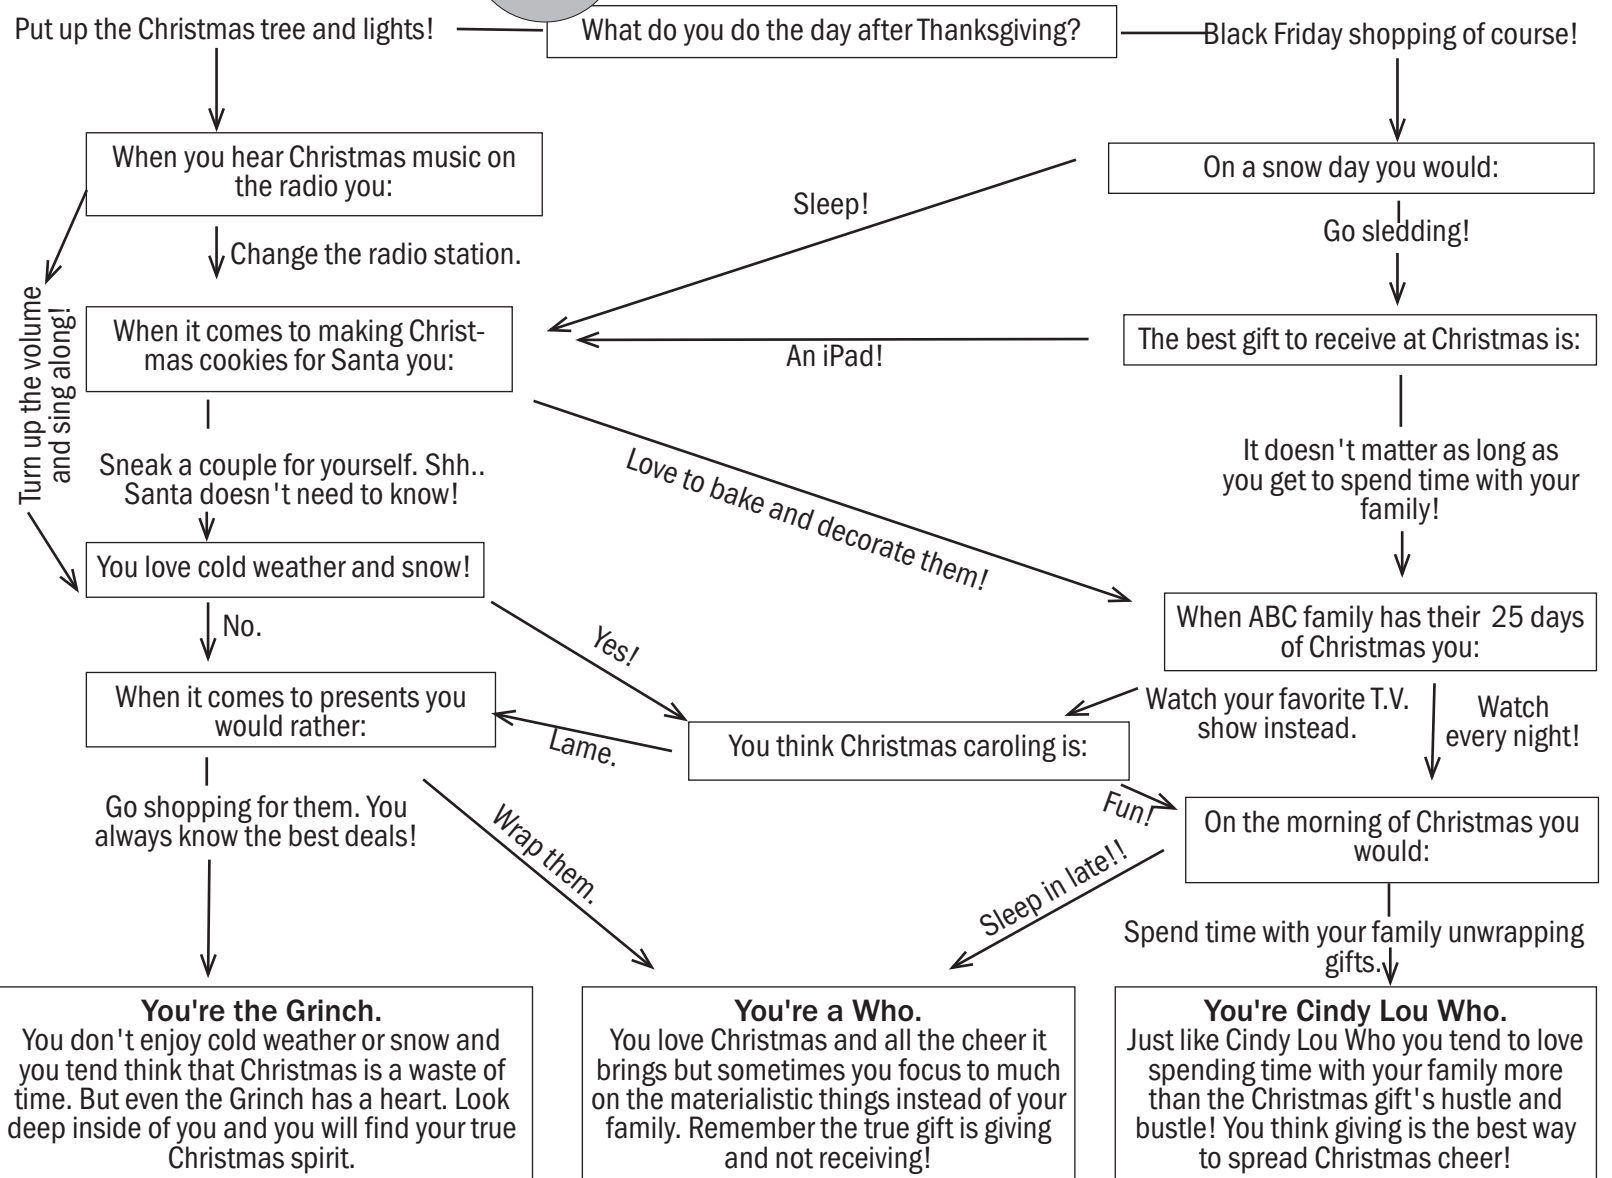 Put up the Christmas tree and lights!
What do you do the day after Thanksgiving?
Black Friday shopping of course!
When you hear Christmas music on
the radio you:
On a snow day you would:
Sleep!
Go sledding!
Change the radio station.
Turn up the volume
and sing along!
When it comes to making Christ-
mas cookies for Santa you:
An iPad!
The best gift to receive at Christmas is:
Sneak a couple for yourself. Shh..
Santa doesn't need to know!
Love to bake and decorate them!
It doesn't matter as long as
you get to spend time with your
family!
You love cold weather and snow!
No.
Yes!
When ABC family has their 25 days
of Christmas you:
When it comes to presents you
would rather:
Lame.
You think Christmas caroling is:
Watch your favorite T.V.
show instead.
Watch
every night!
Go shopping for them. You
always know the best deals!
Wrap them.
Fun!
On the morning of Christmas you
would:
Sleep in late!!
Spend time with your family unwrapping
gifts.
You're the Grinch.
You don't enjoy cold weather or snow and
you tend think that Christmas is a waste of
time. But even the Grinch has a heart. Look
deep inside of you and you will find your true
Christmas spirit.
You're a Who.
You love Christmas and all the cheer it
brings but sometimes you focus to much
on the materialistic things instead of your
family. Remember the true gift is giving
and not receiving!
You're Cindy Lou Who.
Just like Cindy Lou Who you tend to love
spending time with your family more
than the Christmas gift's hustle and
bustle! You think giving is the best way
to spread Christmas cheer!